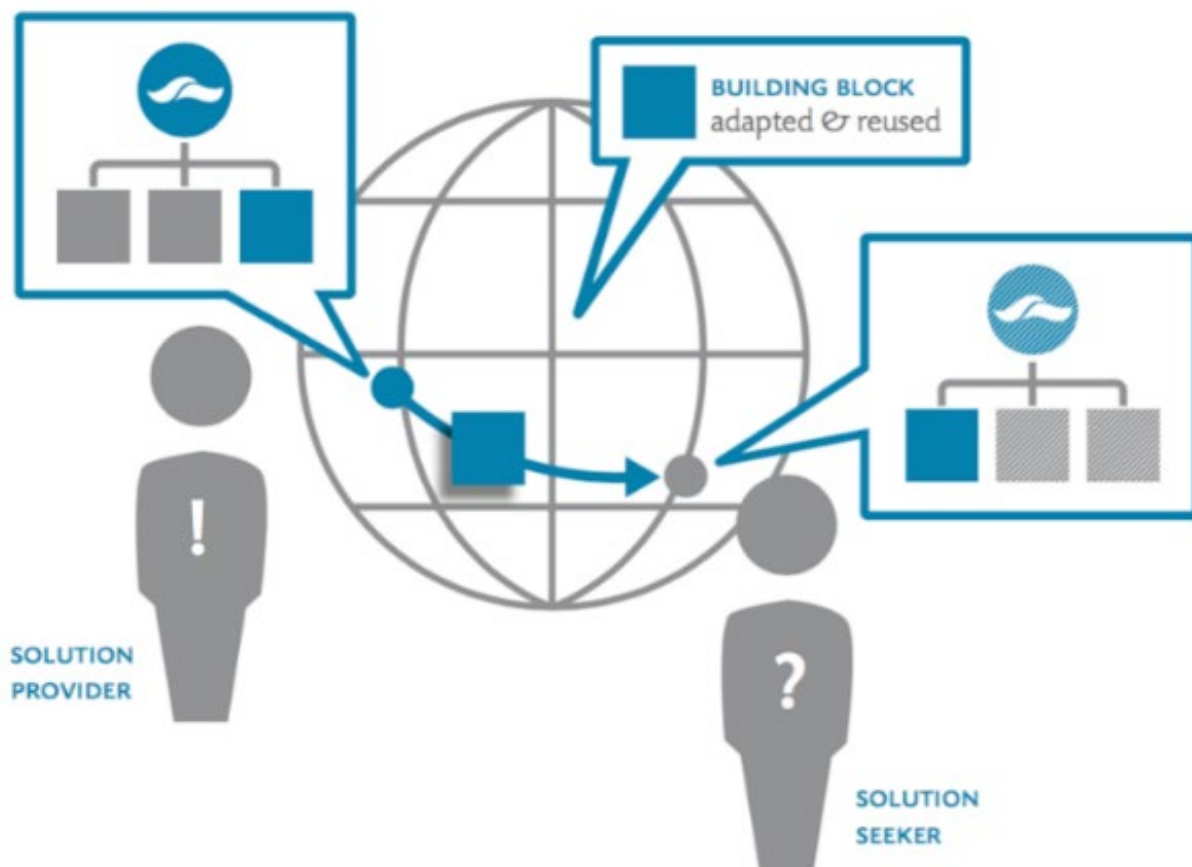 BUILDING BLOCK
adapted & reused
!
SOLUTION
PROVIDER
?
SOLUTION
SEEKER